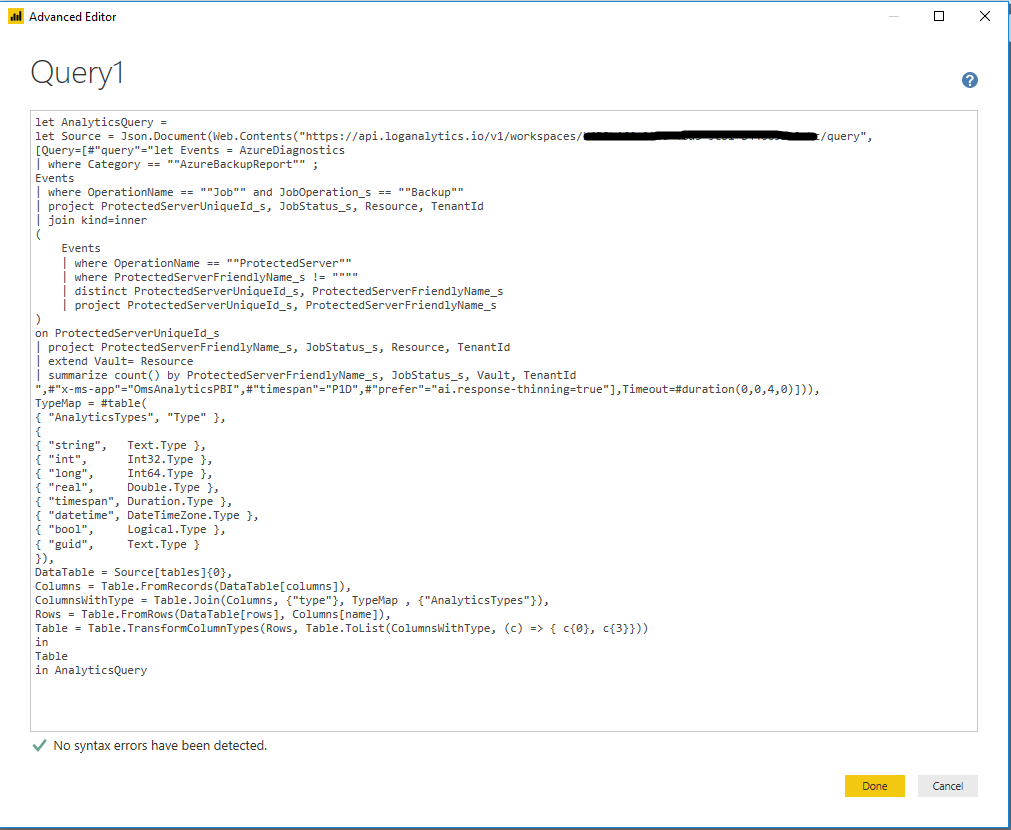 Advanced Editor
Query1
let AnalyticsQuery =
let Source = Json.Document(Web.Contents("https://api.loganalytics.io/v1/workspaces/ /query",
[Query=[#"query"="let Events = AzureDiagnostics
| where Category == ""AzureBackupReport"" ;
Events
| where OperationName == ""Job"" and JobOperation_s == ""Backup""
| project ProtectedServerUniqueId_s, JobStatus_s, Resource, TenantId
| join kind=inner
(
    Events
    | where OperationName == ""ProtectedServer""
    | where ProtectedServerFriendlyName_s != """"
    | distinct ProtectedServerUniqueId_s, ProtectedServerFriendlyName_s
    | project ProtectedServerUniqueId_s, ProtectedServerFriendlyName_s
)
on ProtectedServerUniqueId_s
| project ProtectedServerFriendlyName_s, JobStatus_s, Resource, TenantId
| extend Vault= Resource
| summarize count() by ProtectedServerFriendlyName_s, JobStatus_s, Vault, TenantId
",#"x-ms-app"="OmsAnalyticsPBI",#"timespan"="P1D",#"prefer"="ai.response-thinning=true"],Timeout=#duration(0,0,4,0)])),
TypeMap = #table(
{ "AnalyticsTypes", "Type" },
{
{ "string",   Text.Type },
{ "int",      Int32.Type },
{ "long",     Int64.Type },
{ "real",     Double.Type },
{ "timespan", Duration.Type },
{ "datetime", DateTimeZone.Type },
{ "bool",     Logical.Type },
{ "guid",     Text.Type }
}),
DataTable = Source[tables]{0},
Columns = Table.FromRecords(DataTable[columns]),
ColumnsWithType = Table.Join(Columns, {"type"}, TypeMap , {"AnalyticsTypes"}),
Rows = Table.FromRows(DataTable[rows], Columns[name]),
Table = Table.TransformColumnTypes(Rows, Table.ToList(ColumnsWithType, (c) => { c{0}, c{3}}))
in
Table
in AnalyticsQuery
No syntax errors have been detected.
Done
Cancel